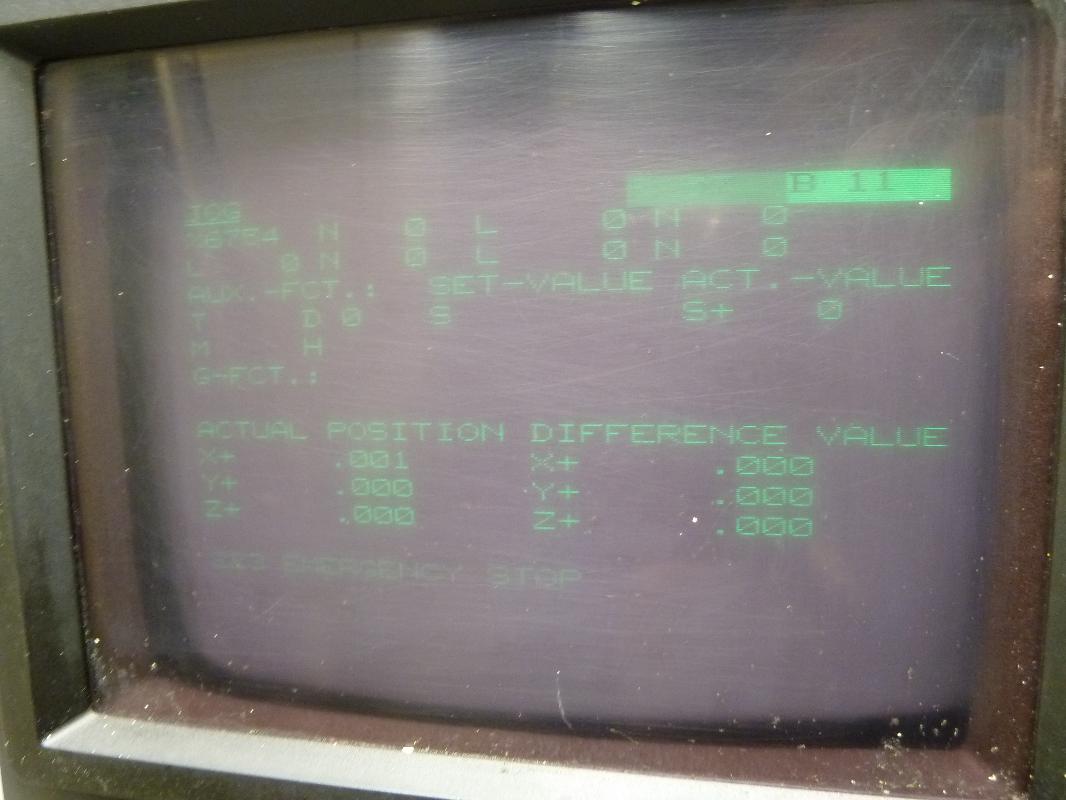 B 11
JOG
%6754 N 0 L 0 N 0
L 0 N 0 L 0 N 0
AUX.-FCT.: SET-VALUE ACT.-VALUE
T D 0 S S+ 0
M H
G-FCT.:
ACTUAL POSITION DIFFERENCE VALUE
X+ .001 X+ .000
Y+ .000 Y+ .000
Z+ .000 Z+ .000
EMERGENCY STOP